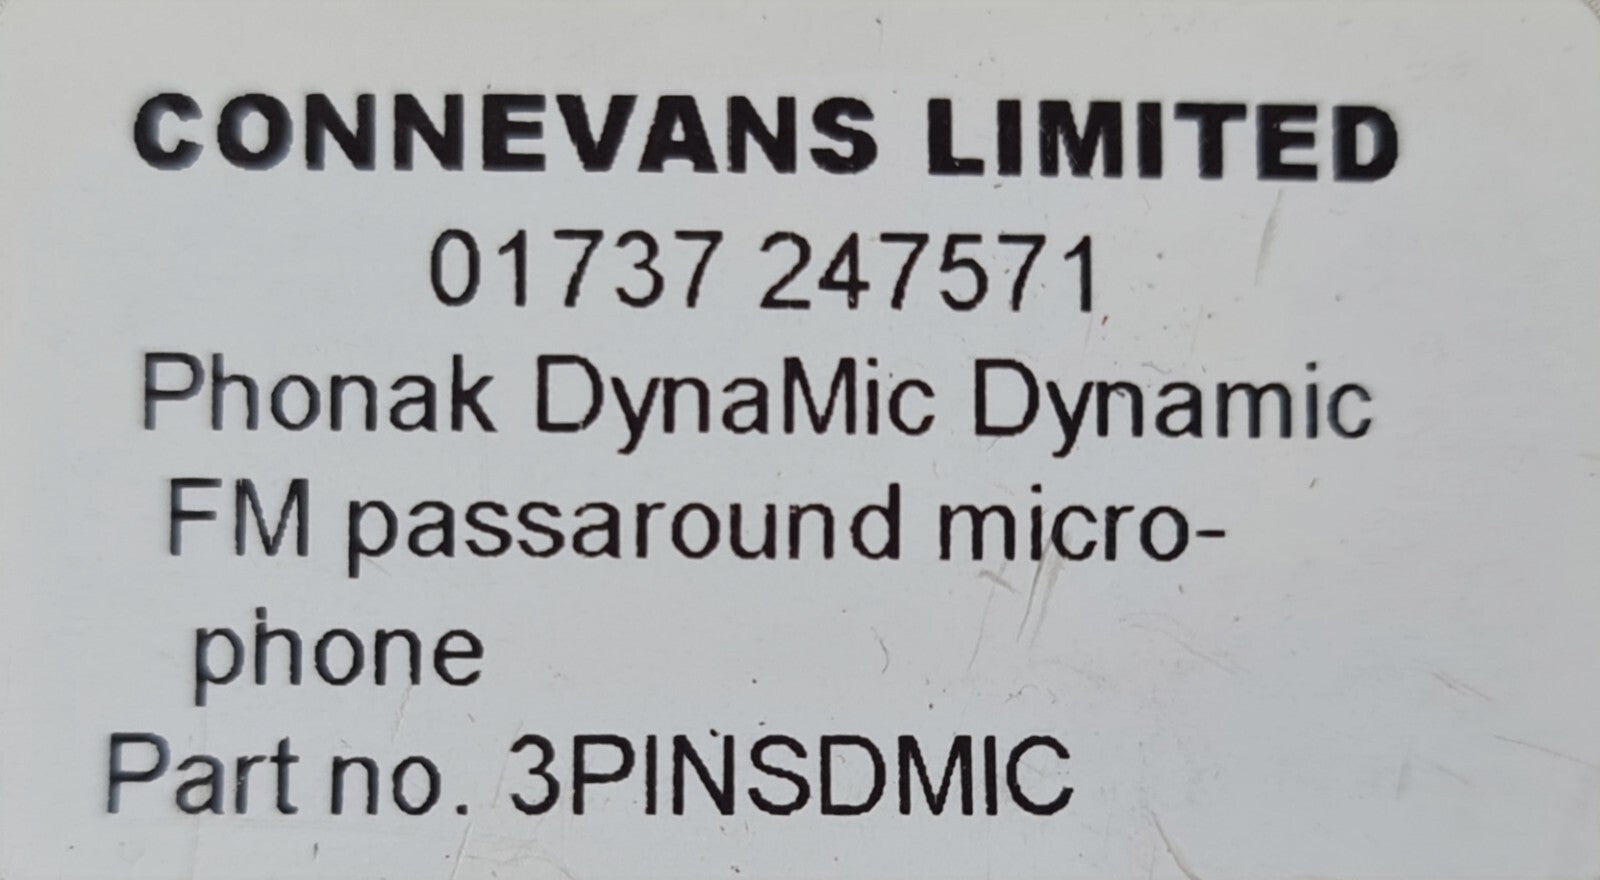 CONNEVANS LIMITED
01737 247571
Phonak DynaMic Dynamic
FM passaround micro-
phone
Part no. 3PINSDMIC